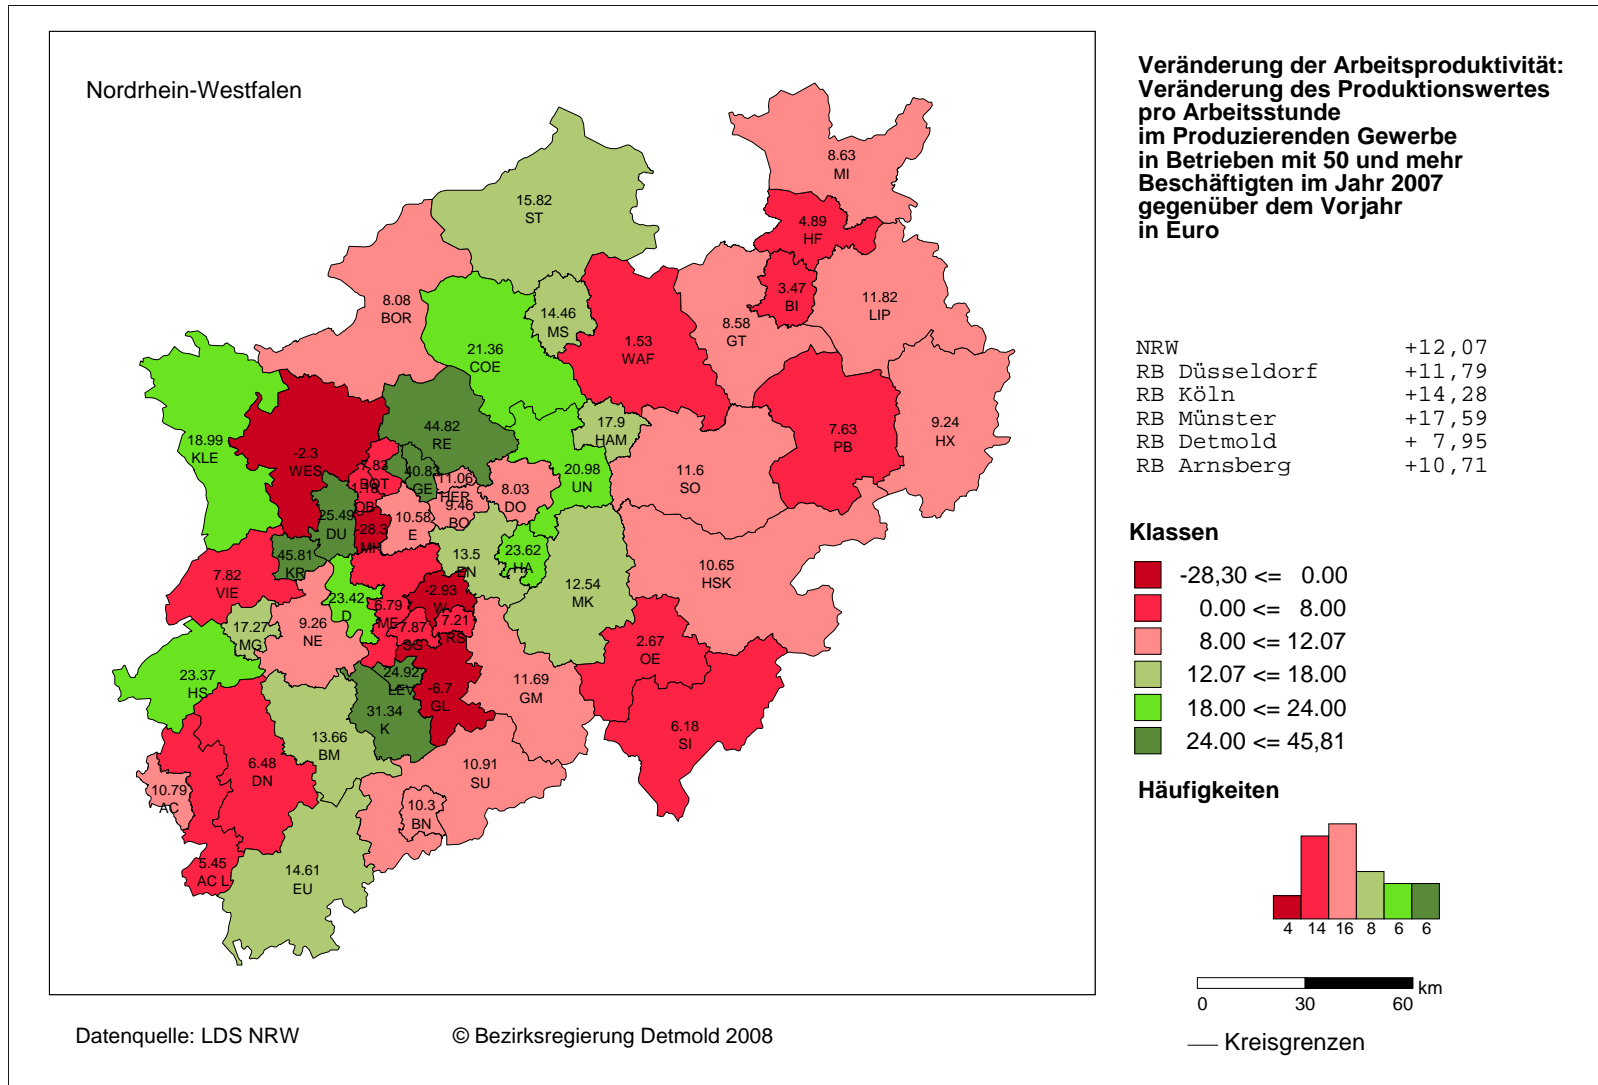 Nordrhein-Westfalen
Veränderung der Arbeitsproduktivität:
Veränderung des Produktionswertes
pro Arbeitsstunde
im Produzierenden Gewerbe
in Betrieben mit 50 und mehr
Beschäftigten im Jahr 2007
gegenüber dem Vorjahr
in Euro
NRW +12,07
RB Düsseldorf +11,79
RB Köln +14,28
RB Münster +17,59
RB Detmold + 7,95
RB Arnsberg +10,71
Klassen
-28,30 <= 0.00
0.00 <= 8.00
8.00 <= 12.07
12.07 <= 18.00
18.00 <= 24.00
24.00 <= 45,81
Häufigkeiten
4 14 16 8 6 6
km
0 30 60
Kreisgrenzen
8.63
MI
15.82
ST
4.89
HF
3.47
BI
11.82
LIP
8.08
BOR
14.46
MS
8.58
GT
1.53
WAF
21.36
COE
9.24
HX
7.63
PB
17.9
HAM
44.82
RE
18.99
KLE
-2.3
WES
7.83
BOT
40.83
GE
11.06
HER
20.98
UN
11.6
SO
8.03
DO
9.46
BO
10.58
E
25.49
DU
-28.3
MH
45.81
KR
13.5
EN
23.62
HA
10.65
HSK
12.54
MK
7.82
VIE
23.42
D
6.79
ME
-2.93
W
7.21
RS
7.87
SG
9.26
NE
17.27
MG
2.67
OE
23.37
HS
24.92
LEV
-6.7
GL
11.69
GM
31.34
K
6.18
SI
13.66
BM
6.48
DN
10.91
SU
10.79
AC
10.3
BN
5.45
AC L
14.61
EU
Datenquelle: LDS NRW
© Bezirksregierung Detmold 2008